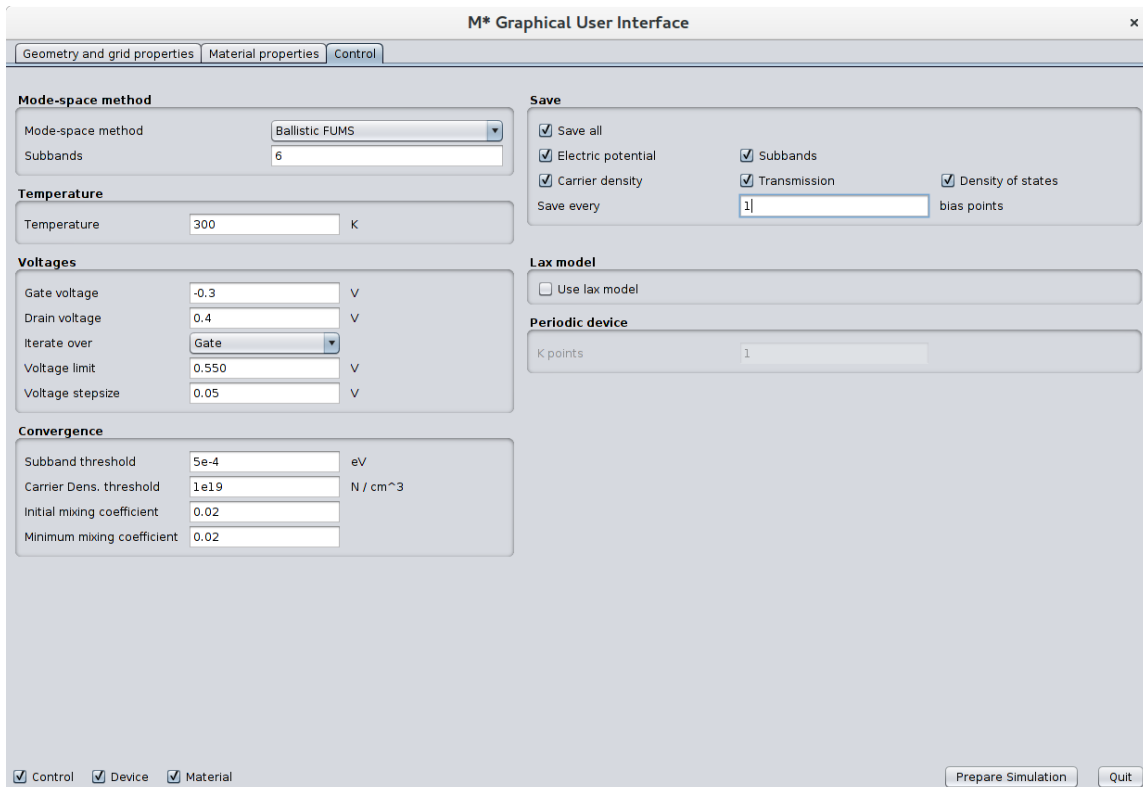 M* Graphical User Interface ×
Geometry and grid properties Material properties Control
Mode-space method
Mode-space method Ballistic FUMS
Subbands 6
Temperature
Temperature 300 K
Voltages
Gate voltage -0.3 V
Drain voltage 0.4 V
Iterate over Gate
Voltage limit 0.550 V
Voltage stepsize 0.05 V
Convergence
Subband threshold 5e-4 eV
Carrier Dens. threshold 1e19 N / cm^3
Initial mixing coefficient 0.02
Minimum mixing coefficient 0.02
Save
Save all
Electric potential Subbands
Carrier density Transmission Density of states
Save every 1 bias points
Lax model
Use lax model
Periodic device
K points 1
Control Device Material Prepare Simulation Quit